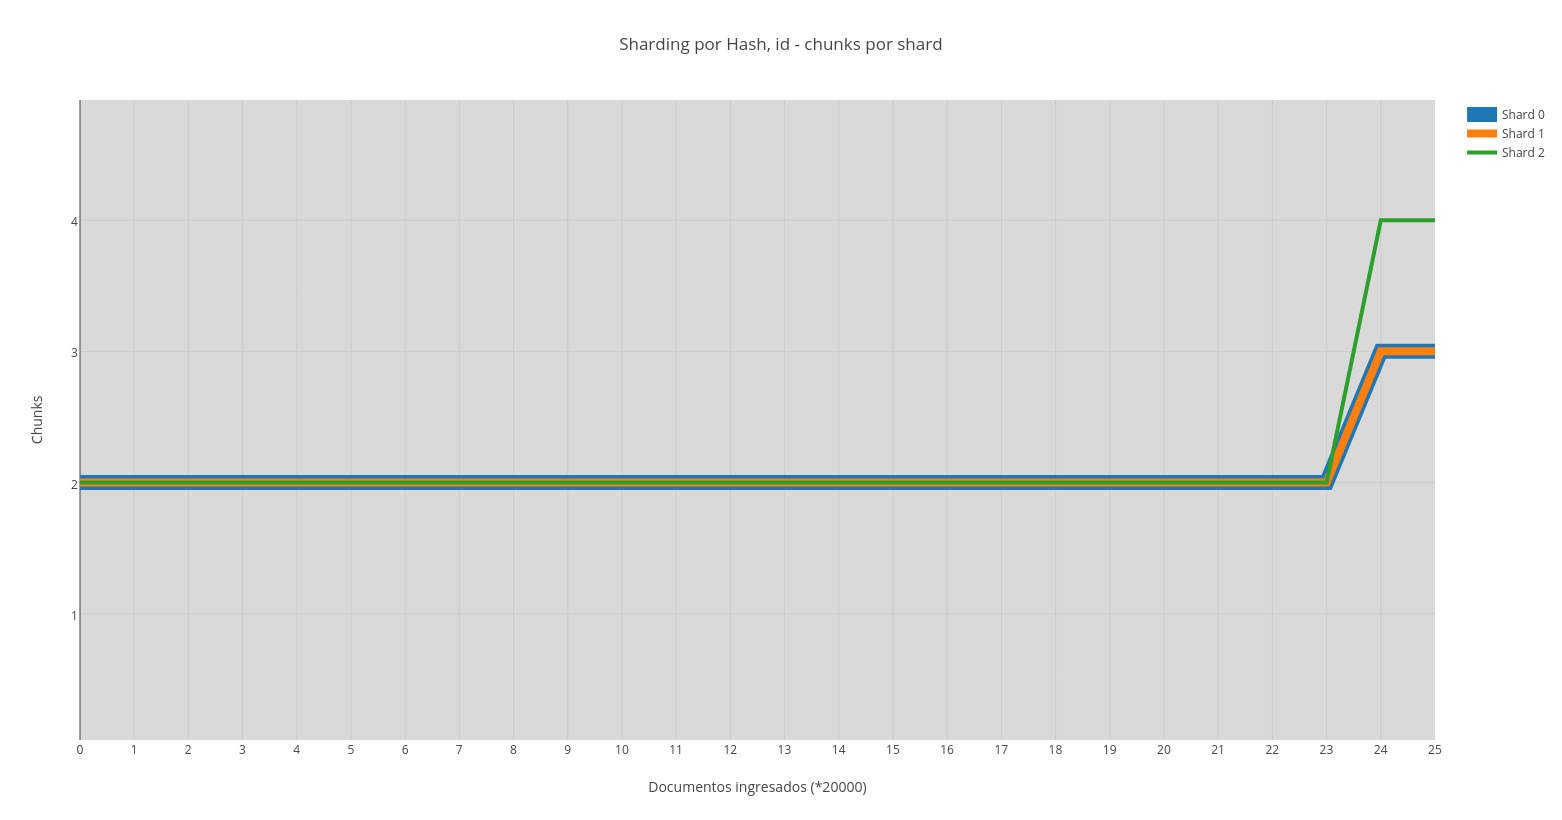 Sharding por Hash, id - chunks por shard
Shard 0
Shard 1
Shard 2
4
3
2
1
Chunks
0 1 2 3 4 5 6 7 8 9 10 11 12 13 14 15 16 17 18 19 20 21 22 23 24 25
Documentos ingresados (*20000)